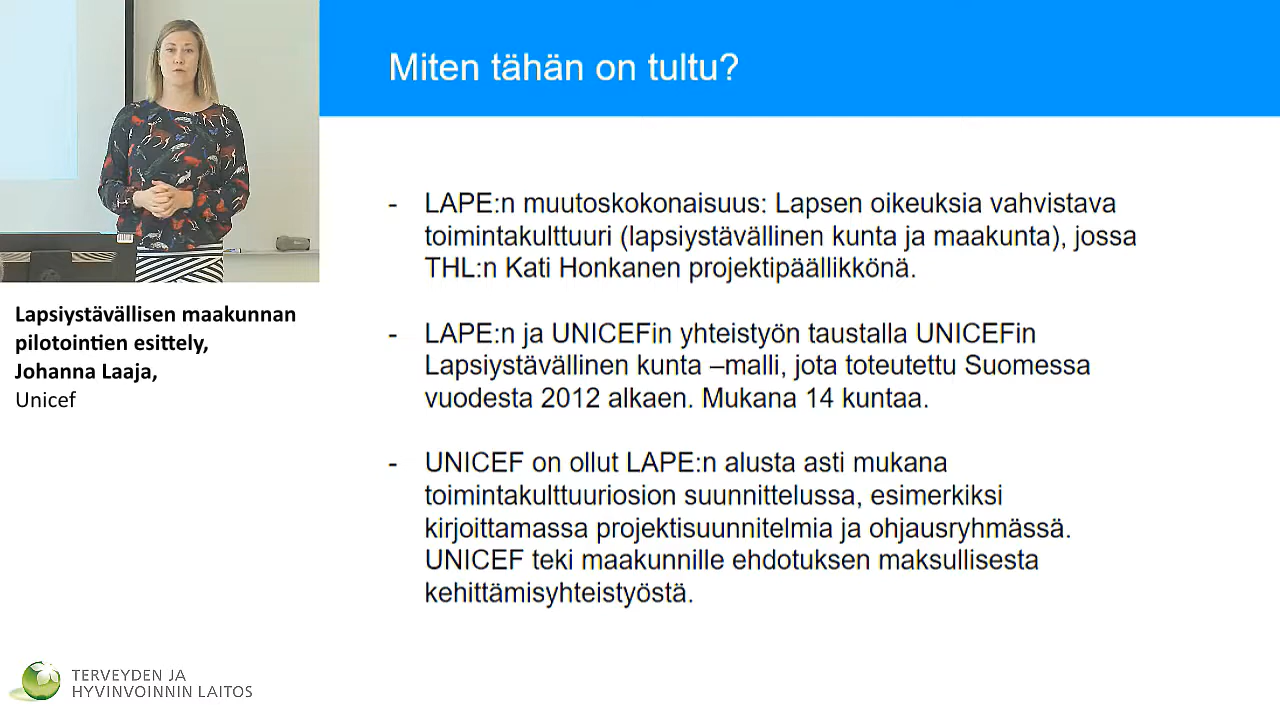 Miten tähän on tultu?
- LAPE:n muutoskokonaisuus: Lapsen oikeuksia vahvistava
toimintakulttuuri (lapsiystävällinen kunta ja maakunta), jossa
THL:n Kati Honkanen projektipäällikkönä.
- LAPE:n ja UNICEFin yhteistyön taustalla UNICEFin
Lapsiystävällinen kunta –malli, jota toteutettu Suomessa
vuodesta 2012 alkaen. Mukana 14 kuntaa.
- UNICEF on ollut LAPE:n alusta asti mukana
toimintakulttuuriosion suunnittelussa, esimerkiksi
kirjoittamassa projektisuunnitelmia ja ohjausryhmässä.
UNICEF teki maakunnille ehdotuksen maksullisesta
kehittämisyhteistyöstä.
Lapsiystävällisen maakunnan
pilotointien esittely,
Johanna Laaja,
Unicef
TERVEYDEN JA
HYVINVOINNIN LAITOS